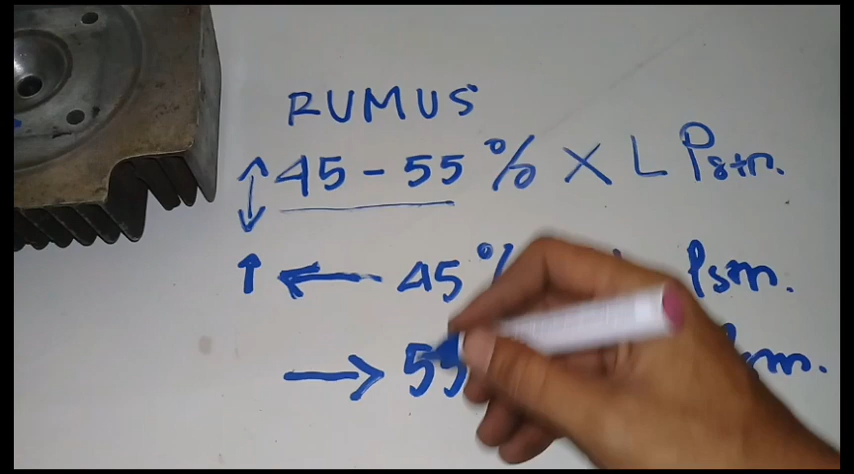 RUMUS
↕ 45 - 55 % X L Pstn.
↑ ← 45 % Psm.
→ 55